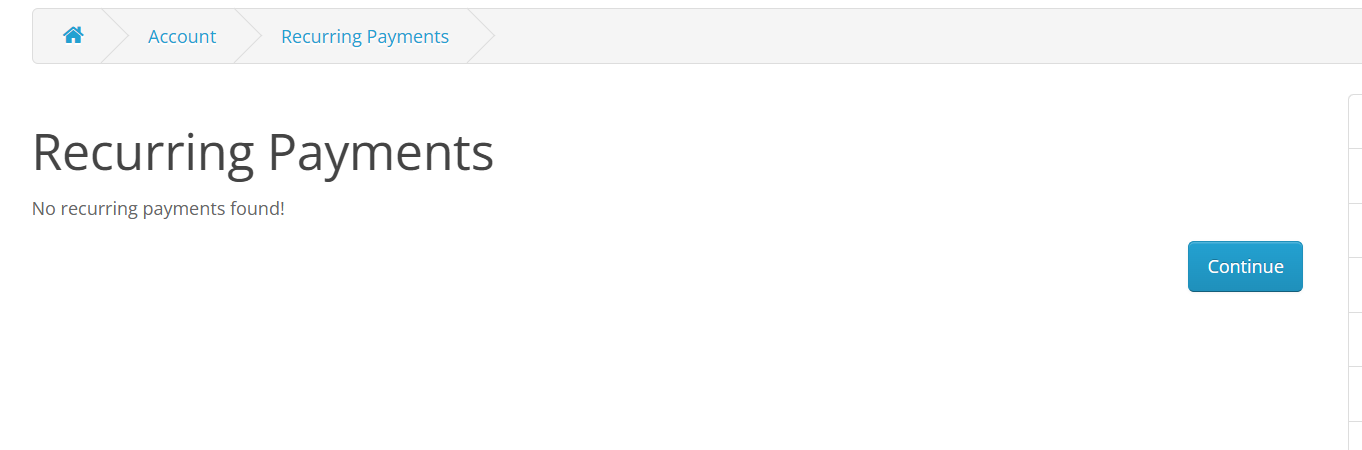 Account
Recurring Payments
Recurring Payments
No recurring payments found!
Continue